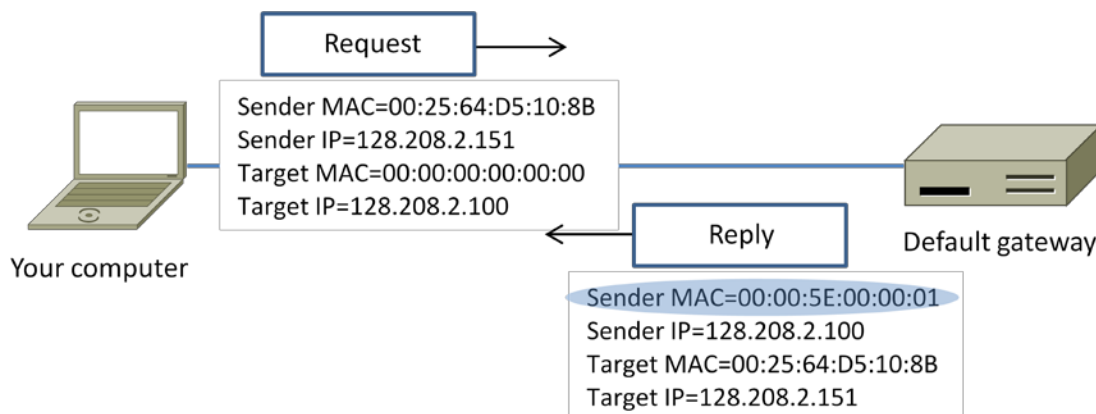 Request
Sender MAC=00:25:64:D5:10:8B
Sender IP=128.208.2.151
Target MAC=00:00:00:00:00:00
Target IP=128.208.2.100
Your computer
Reply
Default gateway
Sender MAC=00:00:5E:00:00:01
Sender IP=128.208.2.100
Target MAC=00:25:64:D5:10:8B
Target IP=128.208.2.151